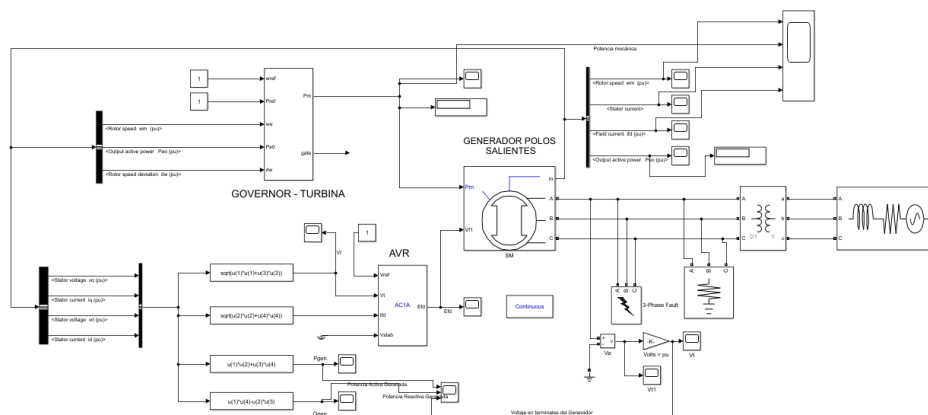 Potencia mecánica
1
wref
1
Pref
we
Pe0
dw
Pm
gate
<Rotor speed wm (pu)>
<Output active power Peo (pu)>
<Rotor speed deviation dw (pu)>
GOVERNOR - TURBINA
<Rotor speed wm (pu)>
<Stator current>
<Field current Ifd (pu)>
<Output active power Peo (pu)>
GENERADOR POLOS
SALIENTES
Pm
Vf1
m
A
B
C
SM
A
B
C
a
b
c
D1
Y
A
B
C
Vt
1
AVR
Vref
Vt
Ifd
Vstab
AC1A
Efd
Efd
Continuous
A
B
C
3-Phase Fault
A
B
C
<Stator voltage vq (pu)>
<Stator current iq (pu)>
<Stator voltage vd (pu)>
<Stator current id (pu)>
sqrt(u(1)*u(1)+u(3)*u(3))
sqrt(u(2)*u(2)+u(4)*u(4))
u(1)*u(2)+u(3)*u(4)
u(1)*u(4)-u(2)*u(3)
Pgen
Qgen
Potencia Activa Generada
Potencia Reactiva Generada
+
-
v
Va
-K-
Volts > pu
Vt
Vt1
Voltaje en terminales del Generador